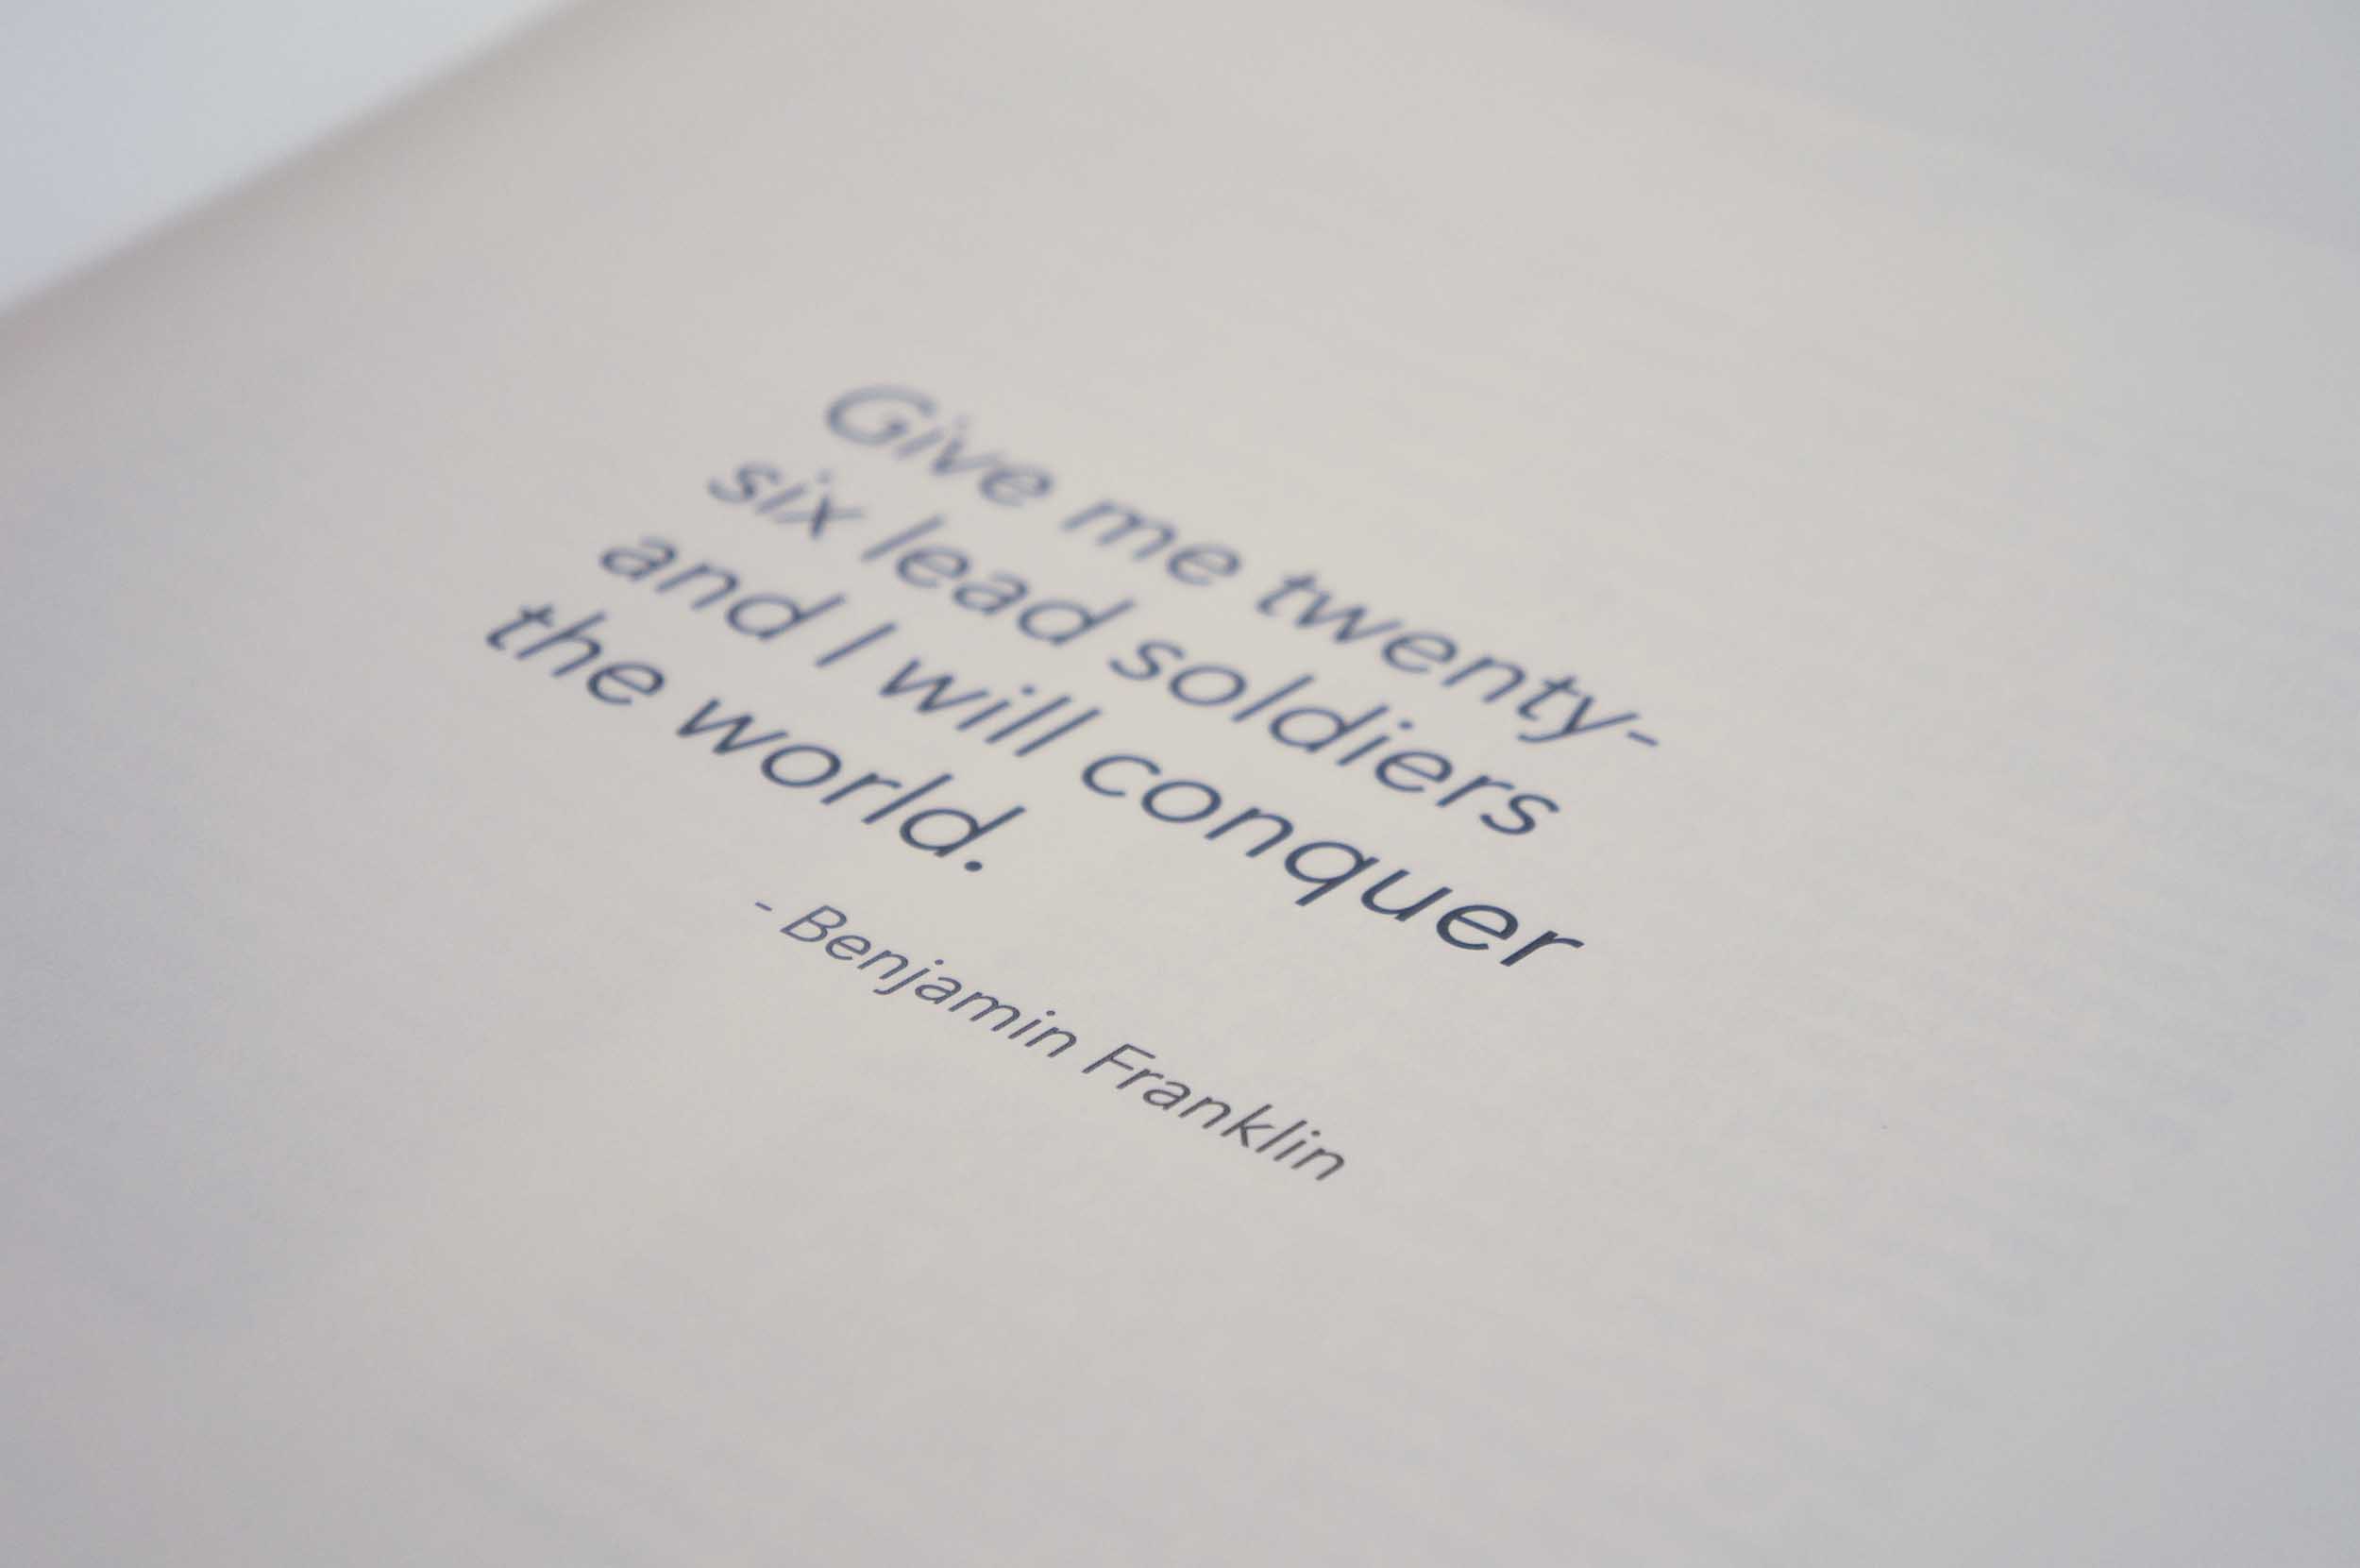 Give me twenty-
six lead soldiers
and I will conquer
the world.
- Benjamin Franklin